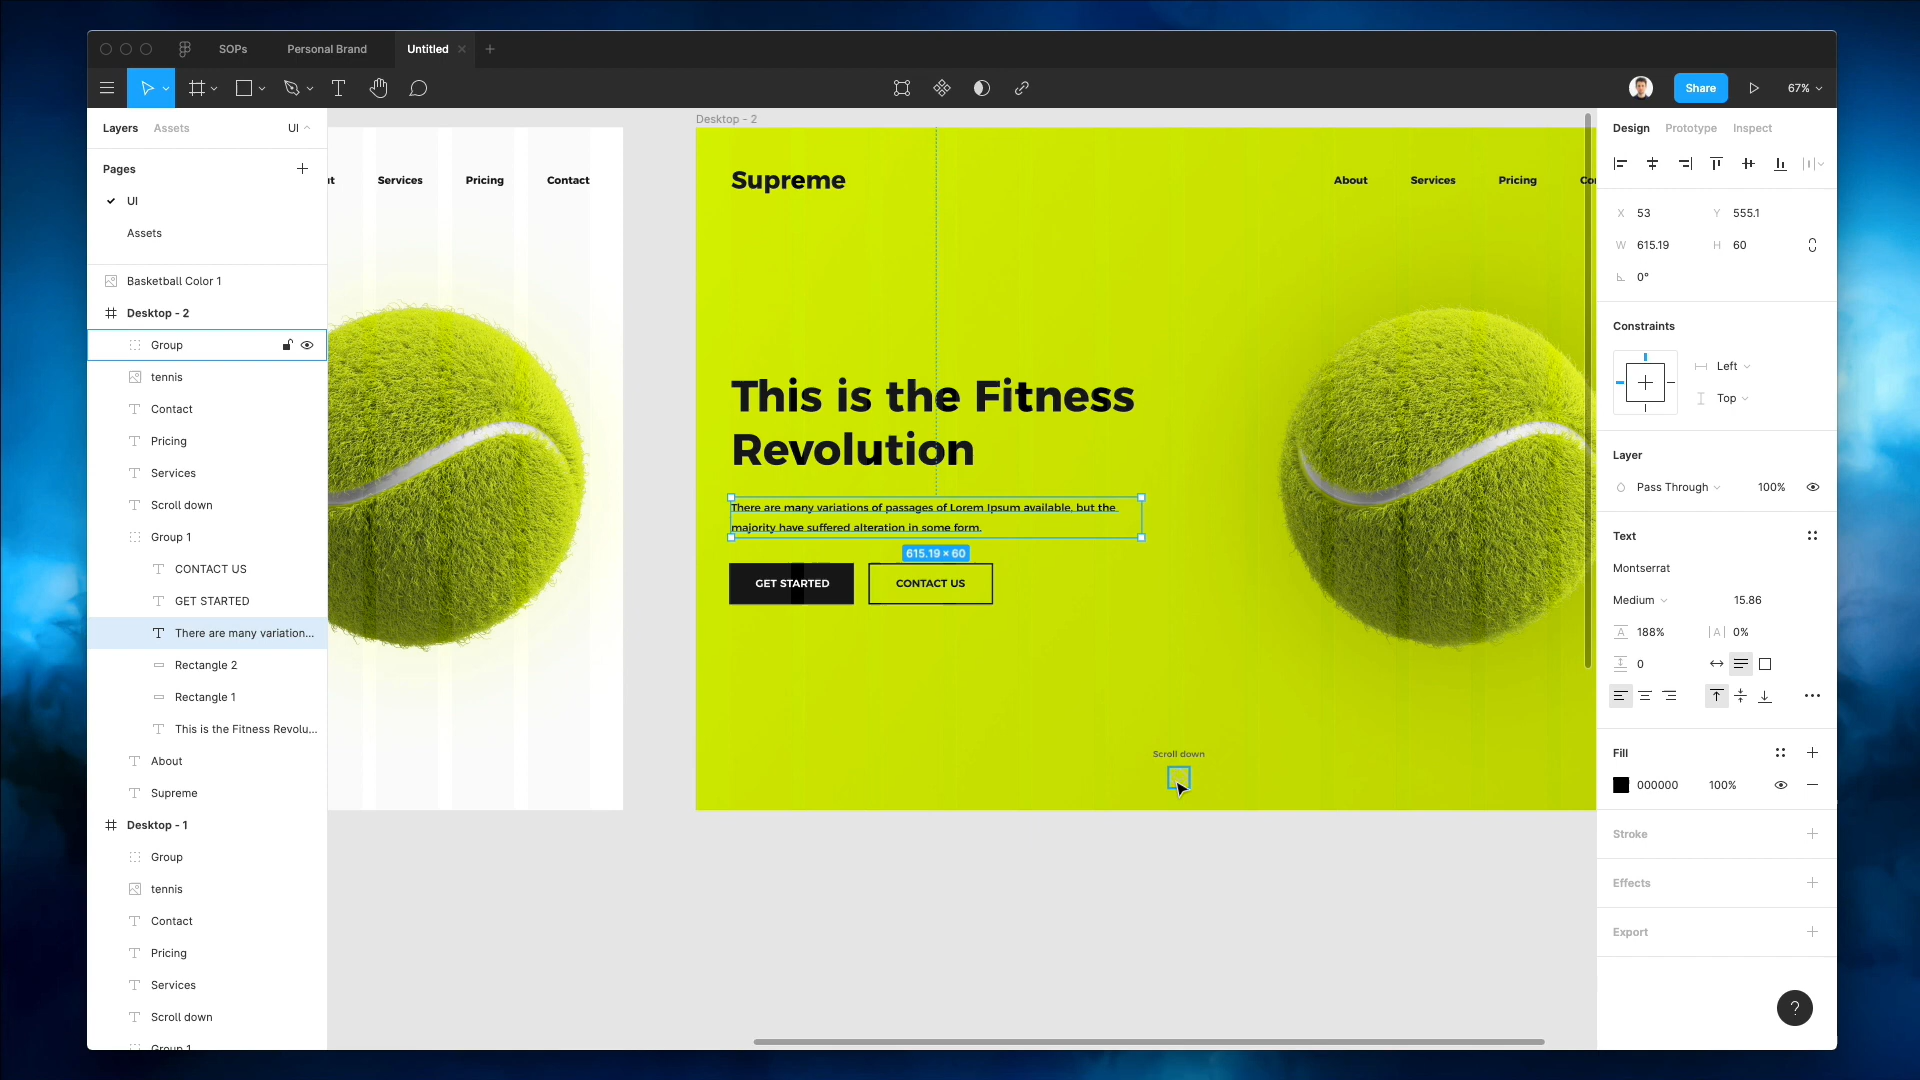 SOPs
Personal Brand
Untitled
Share
67%
Layers
Assets
UI
Pages
UI
Assets
Basketball Color 1
Desktop - 2
Group
tennis
Contact
Pricing
Services
Scroll down
Group 1
CONTACT US
GET STARTED
There are many variation...
Rectangle 2
Rectangle 1
This is the Fitness Revolu...
About
Supreme
Desktop - 1
Group
tennis
Contact
Pricing
Services
Scroll down
Group 1
Services
Pricing
Contact
Desktop - 2
Supreme
About
Services
Pricing
This is the Fitness
Revolution
There are many variations of passages of Lorem Ipsum available, but the
majority have suffered alteration in some form.
615.19 × 60
GET STARTED
CONTACT US
Scroll down
Design
Prototype
Inspect
X 53
Y 555.1
W 615.19
H 60
0°
Constraints
Left
Top
Layer
Pass Through
100%
Text
Montserrat
Medium
15.86
188%
0%
0
Fill
000000
100%
Stroke
Effects
Export
?